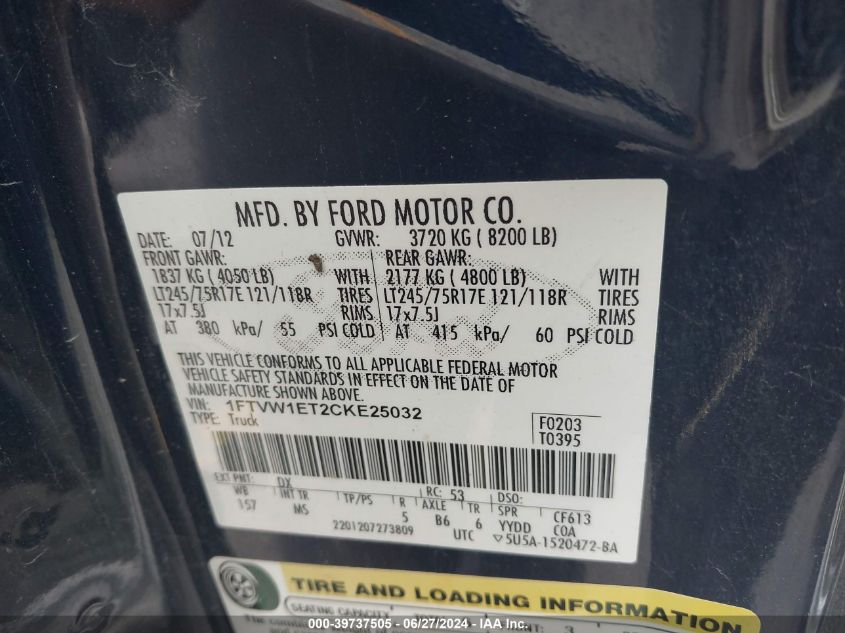 MFD. BY FORD MOTOR CO.
DATE: 07/12 GVWR: 3720 KG ( 8200 LB)
FRONT GAWR: REAR GAWR:
1837 KG ( 4050 LB) WITH 2177 KG ( 4800 LB) WITH
LT245/75R17E 121/118R TIRES LT245/75R17E 121/118R TIRES
17x7.5J RIMS 17x7.5J RIMS
AT 380 kPa/ 55 PSI COLD AT 415 kPa/ 60 PSI COLD
THIS VEHICLE CONFORMS TO ALL APPLICABLE FEDERAL MOTOR
VEHICLE SAFETY STANDARDS IN EFFECT ON THE DATE OF
MANUFACTURE SHOWN ABOVE.
VIN: 1FTVW1ET2CKE25032
TYPE: Truck
F0203
T0395
EXT PNT: DX RC: 53 DSO:
WB INT TR TP/PS R AXLE TR SPR CF613
157 MS 5 B6 6 YYDD COA
2201207273809 UTC ▽5U5A-1520472-BA
TIRE AND LOADING INFORMATION
SEATING CAPACITY
The combined
000-39737505 - 06/27/2024 - IAA Inc.